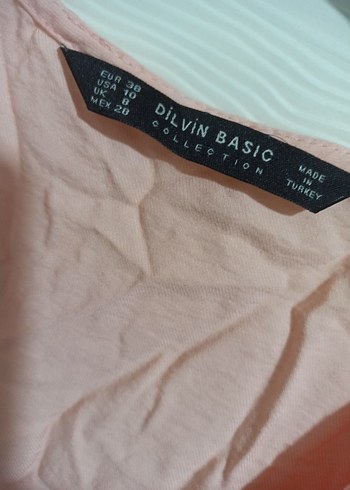 EUR 38
USA 10
UK 8
MEX 28
DİLVİN BASIC
COLLECTION
MADE
IN
TURKEY